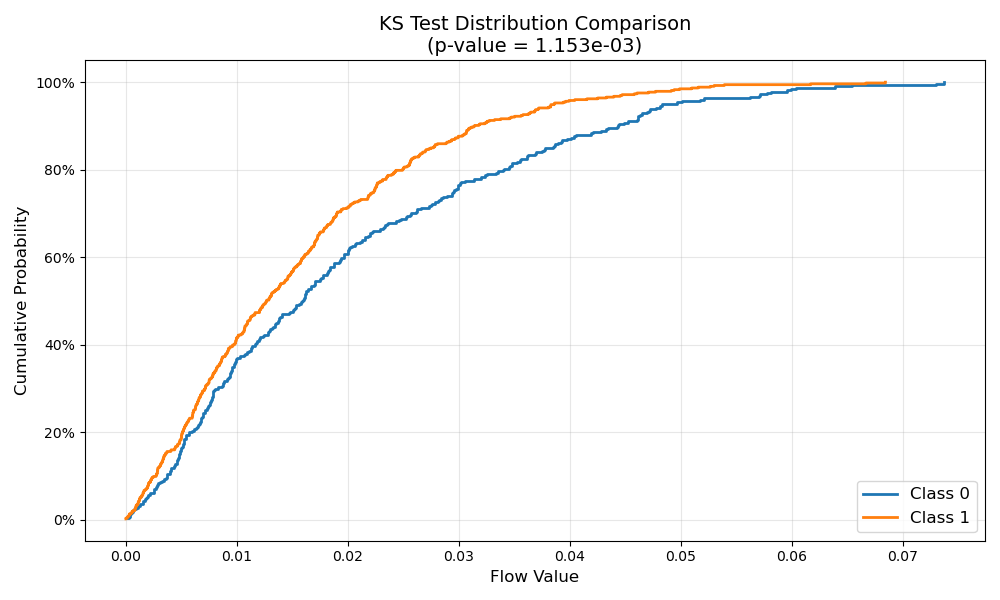 KS Test Distribution Comparison
(p-value = 1.153e-03)
Cumulative Probability
100%
80%
60%
40%
20%
0%
0.00
0.01
0.02
0.03
0.04
0.05
0.06
0.07
Flow Value
Class 0
Class 1